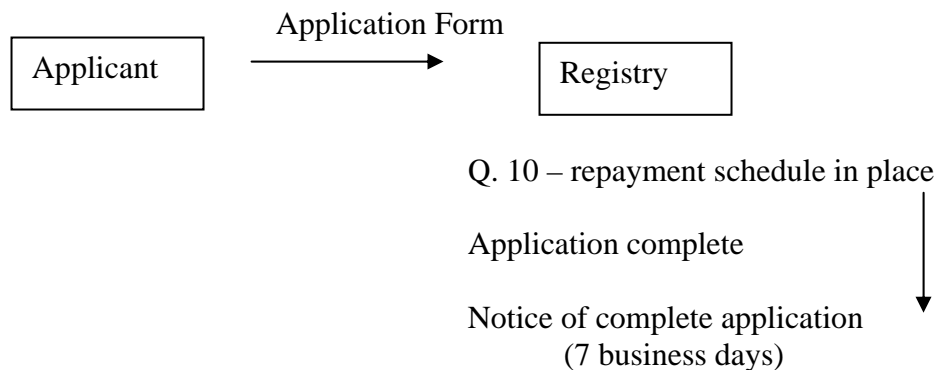 Application Form
Applicant
Registry
Q. 10 – repayment schedule in place
Application complete
Notice of complete application
(7 business days)